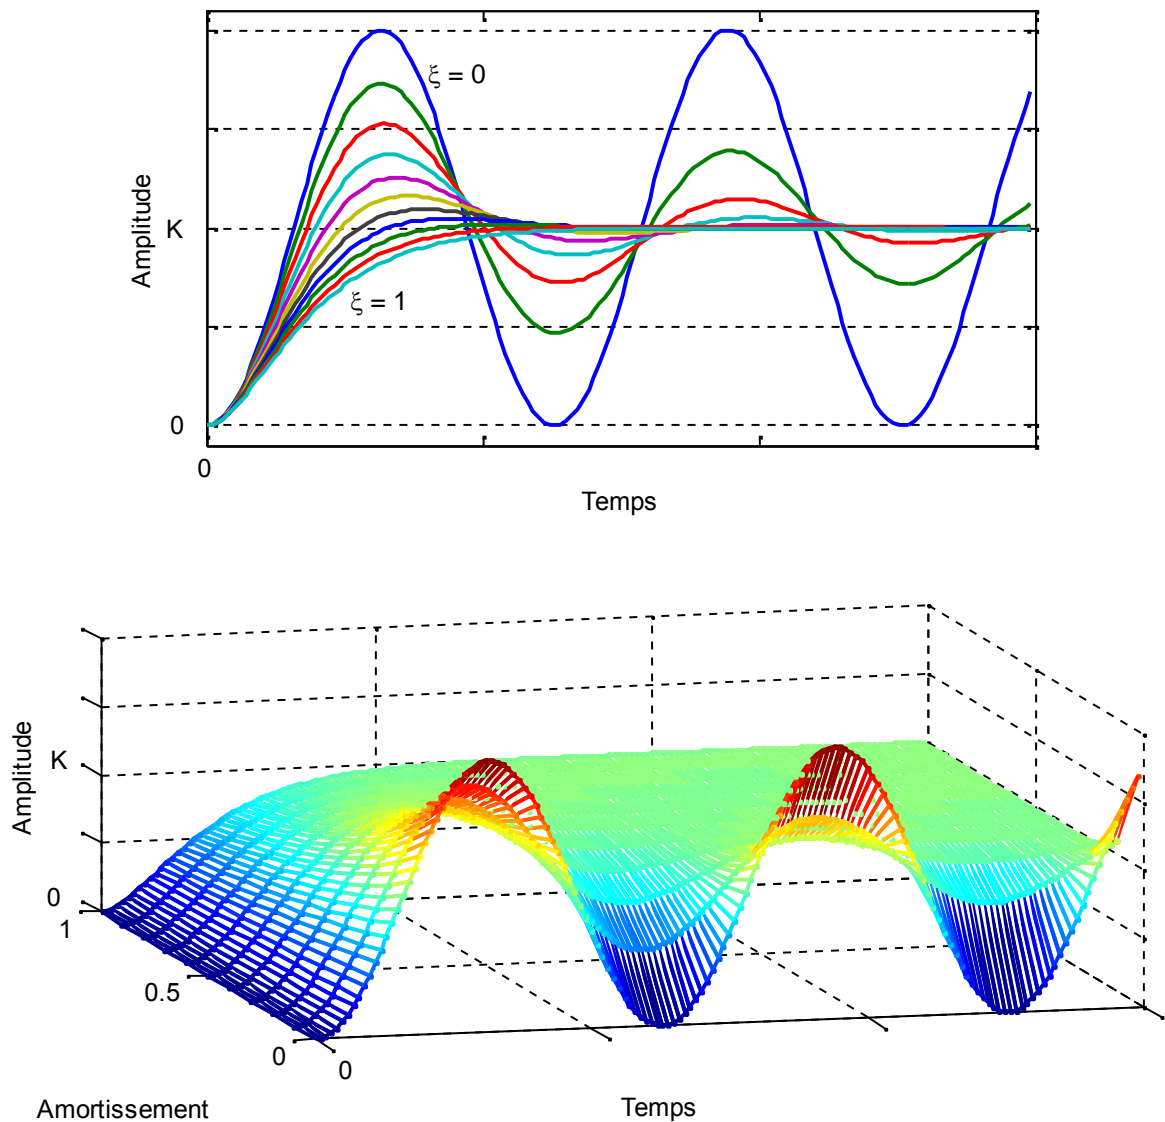 ξ = 0
Amplitude
K
ξ = 1
0
0
Temps
Amplitude
K
0
1
0.5
0
0
Amortissement
Temps